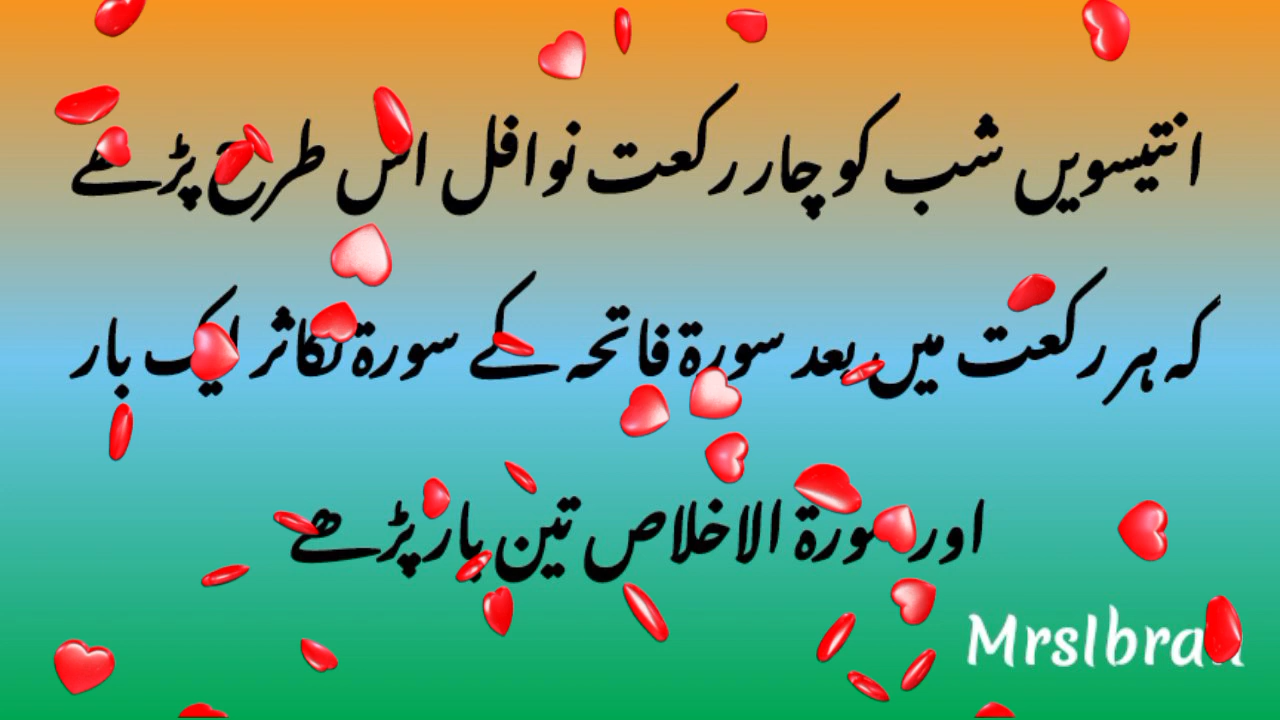 انتیسویں شب کو چار رکعت نوافل اس طرح پڑھے
کہ ہر رکعت میں بعد سورۃ فاتحہ کے سورۃ تکاثر ایک بار
اور سورۃ الاخلاص تین بار پڑھے